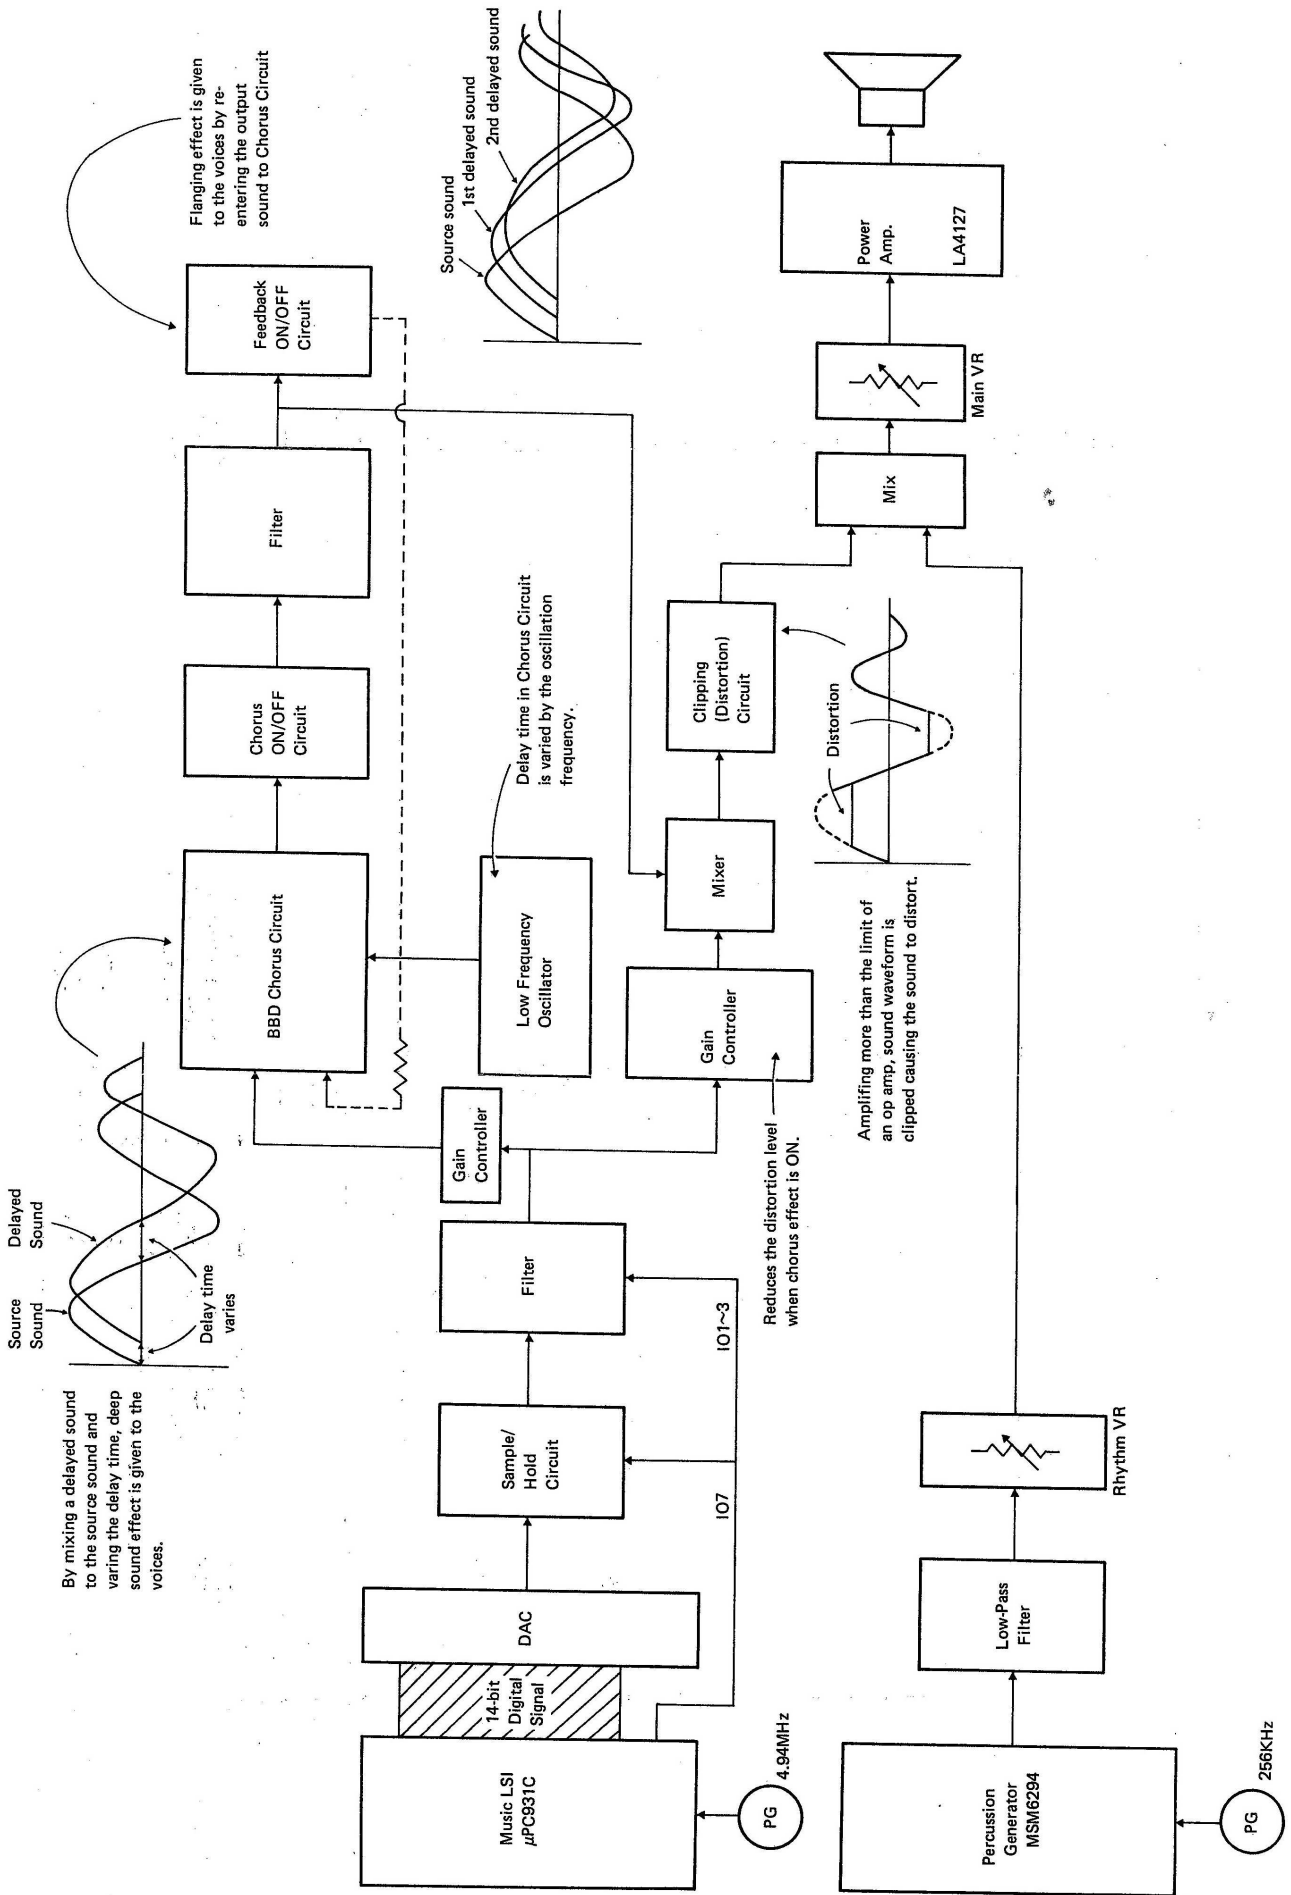 By mixing a delayed sound
to the source sound and
varing the delay time, deep
sound effect is given to the
voices.
Source
Sound
Delayed
Sound
Delay time
varies
Flanging effect is given
to the voices by re-
entering the output
sound to Chorus Circuit
BBD Chorus Circuit
Chorus
ON/OFF
Circuit
Filter
Feedback
ON/OFF
Circuit
Music LSI
µPC931C
PG
4.94MHz
14-bit
Digital
Signal
DAC
Sample/
Hold
Circuit
Filter
IO7
IO1~3
Gain
Controller
Low Frequency
Oscillator
Delay time in Chorus Circuit
is varied by the oscillation
frequency.
Source sound
1st delayed sound
2nd delayed sound
Gain
Controller
Reduces the distortion level
when chorus effect is ON.
Mixer
Clipping
(Distortion)
Circuit
Distortion
Amplifing more than the limit of
an op amp, sound waveform is
clipped causing the sound to distort.
Mix
Main VR
Power
Amp.
LA4127
Percussion
Generator
MSM6294
PG
256KHz
Low-Pass
Filter
Rhythm VR